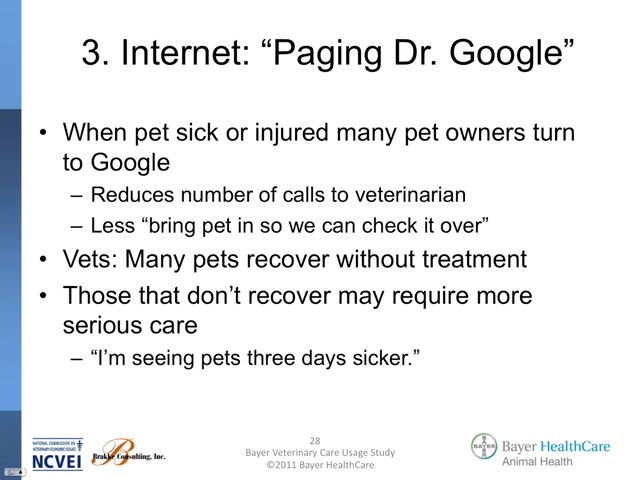 3. Internet: “Paging Dr. Google”
• When pet sick or injured many pet owners turn
to Google
– Reduces number of calls to veterinarian
– Less “bring pet in so we can check it over”
• Vets: Many pets recover without treatment
• Those that don’t recover may require more
serious care
– “I’m seeing pets three days sicker.”
NATIONAL COMMISSION ON
VETERINARY ECONOMIC ISSUES
NCVEI
Brakke Consulting, Inc.
28
Bayer Veterinary Care Usage Study
©2011 Bayer HealthCare
BAYER
Bayer HealthCare
Animal Health